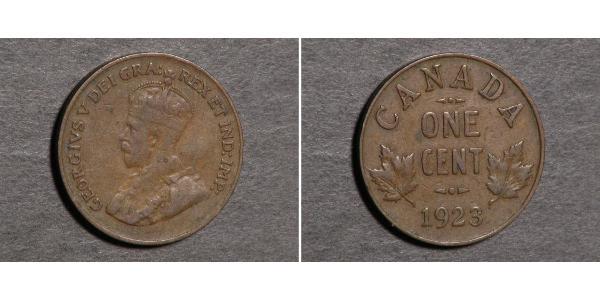 GEORGIVS V DEI GRA: REX ET IND: IMP:
CANADA
ONE
CENT
1923